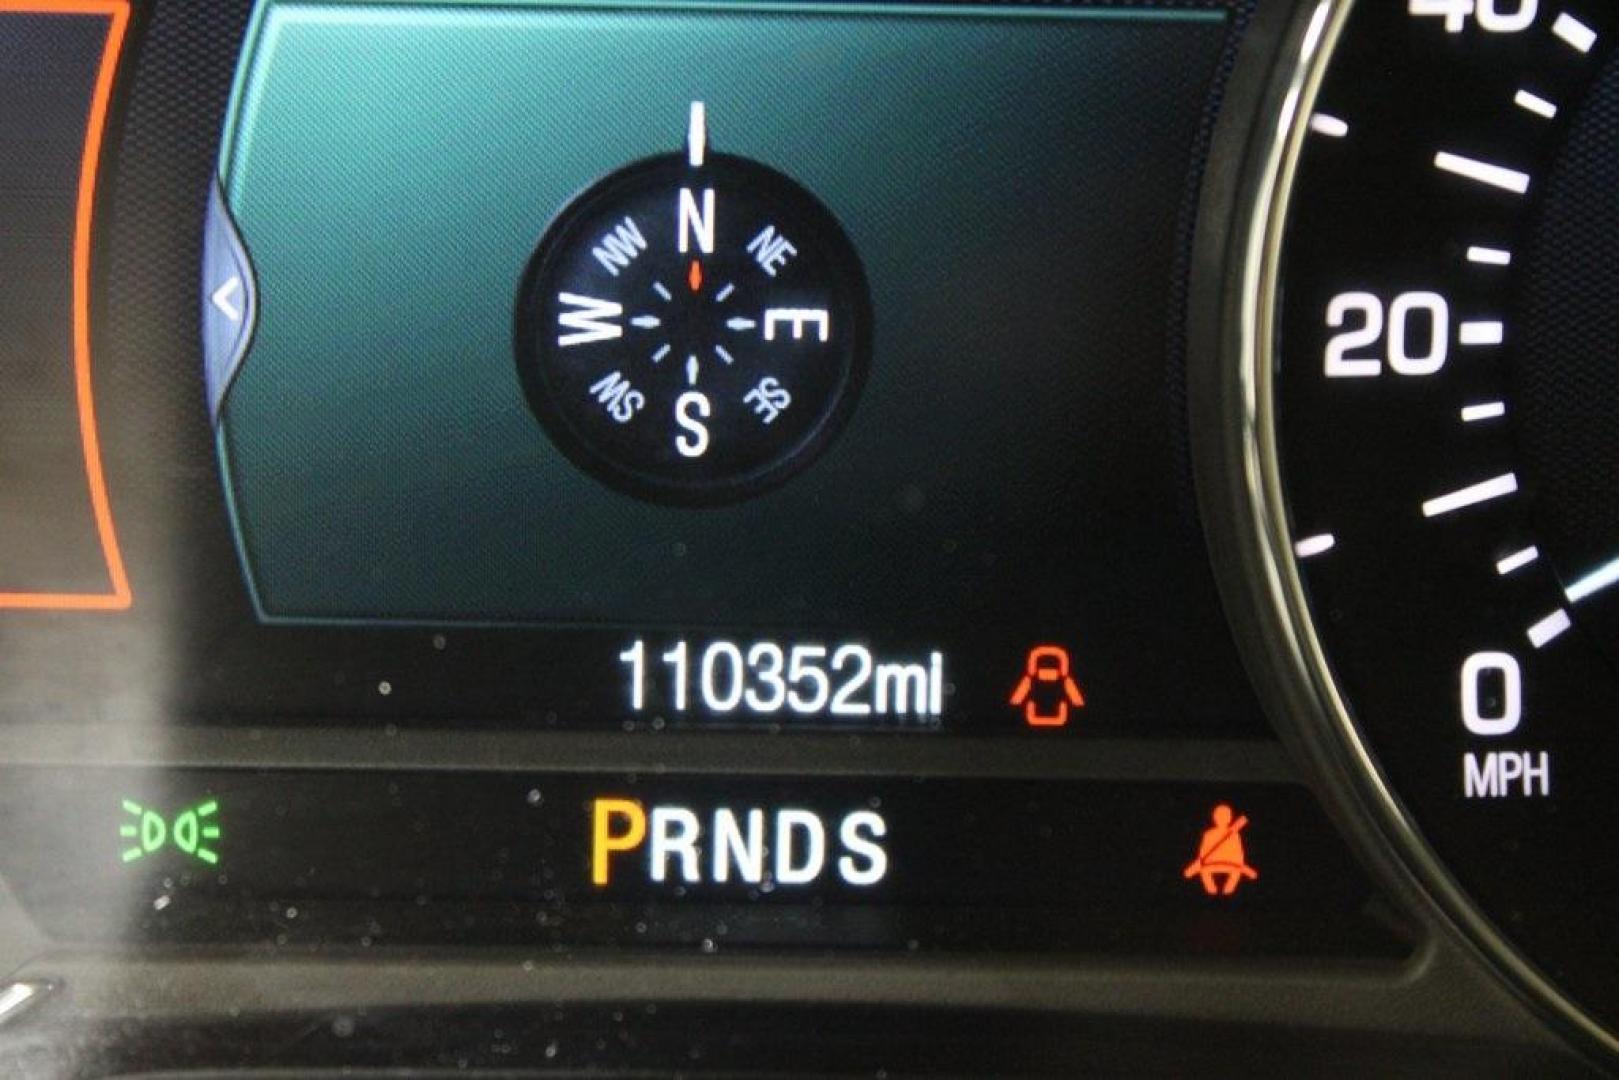 40
N
NW NE
W E
SW SE
S
20
110352mi
0
MPH
PRNDS